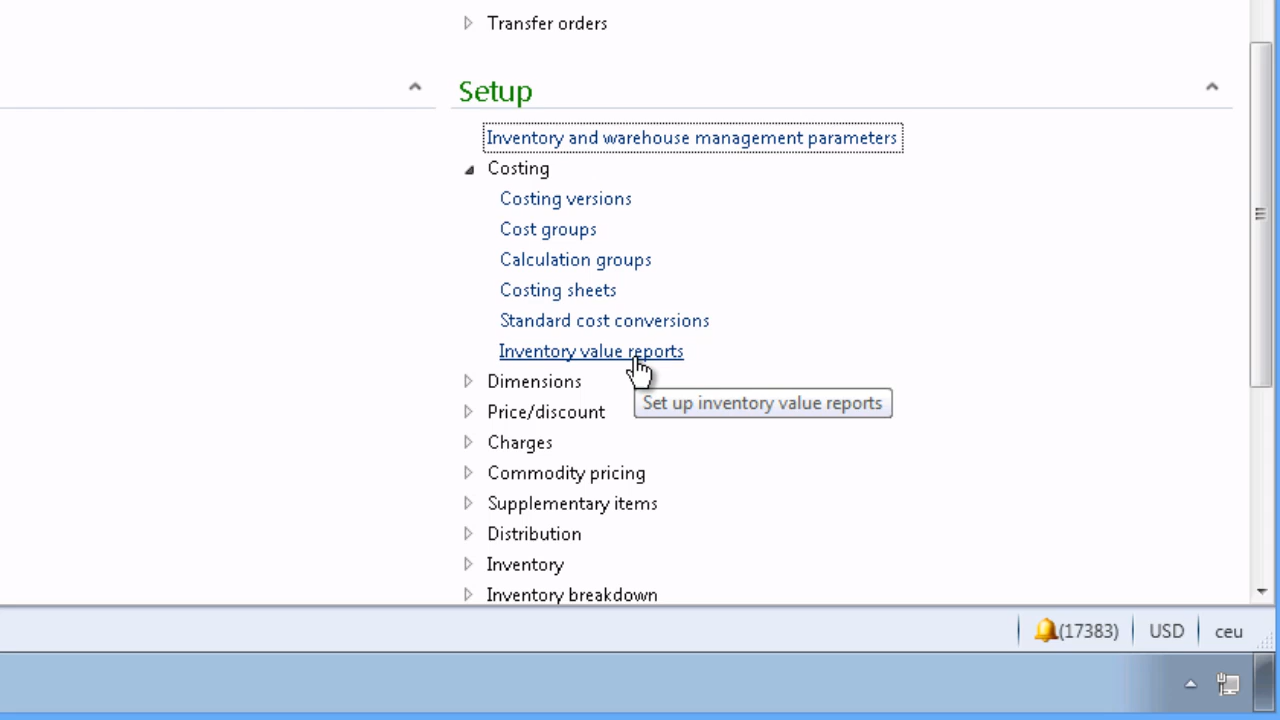 Transfer orders
Setup
Inventory and warehouse management parameters
Costing
Costing versions
Cost groups
Calculation groups
Costing sheets
Standard cost conversions
Inventory value reports
Dimensions
Set up inventory value reports
Price/discount
Charges
Commodity pricing
Supplementary items
Distribution
Inventory
Inventory breakdown
(17383) USD ceu